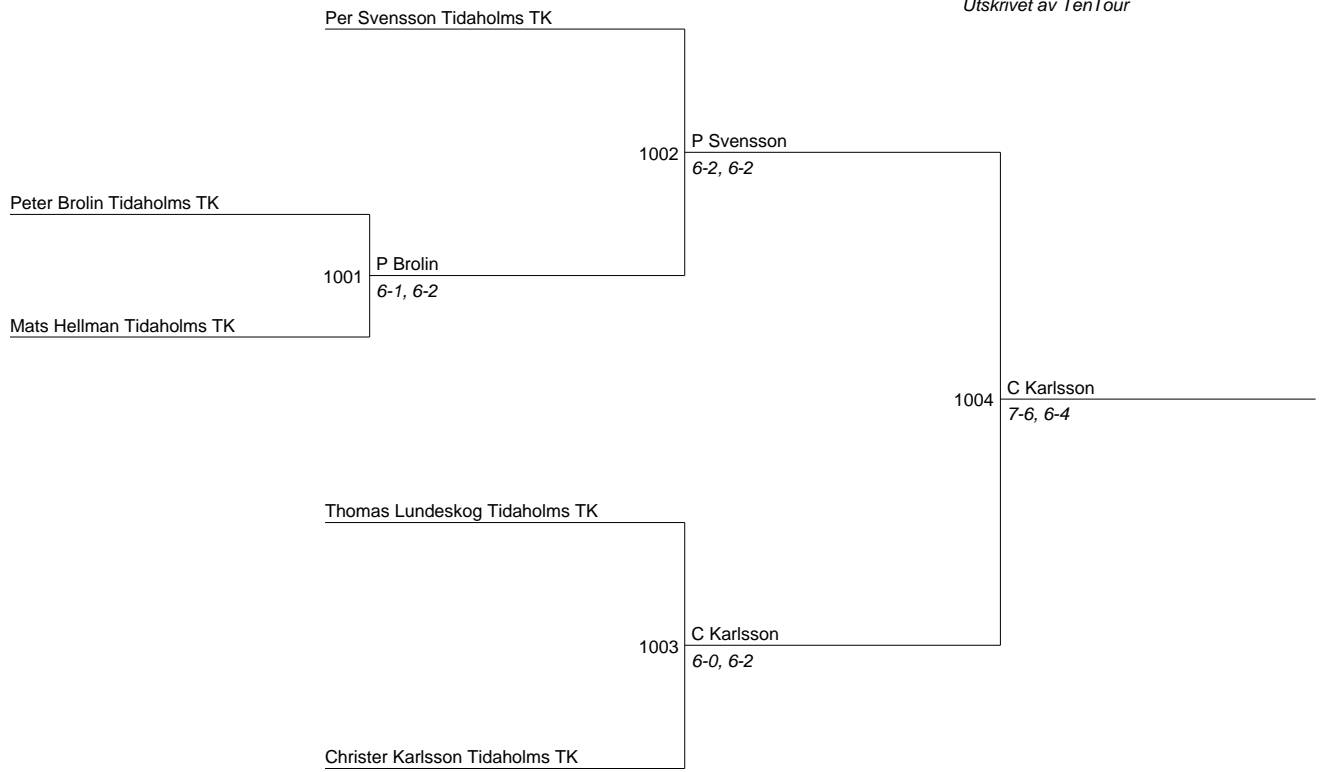 Utskrivet av TenTour
Per Svensson Tidaholms TK
1002
P Svensson
6-2, 6-2
Peter Brolin Tidaholms TK
1001
P Brolin
6-1, 6-2
Mats Hellman Tidaholms TK
1004
C Karlsson
7-6, 6-4
Thomas Lundeskog Tidaholms TK
1003
C Karlsson
6-0, 6-2
Christer Karlsson Tidaholms TK